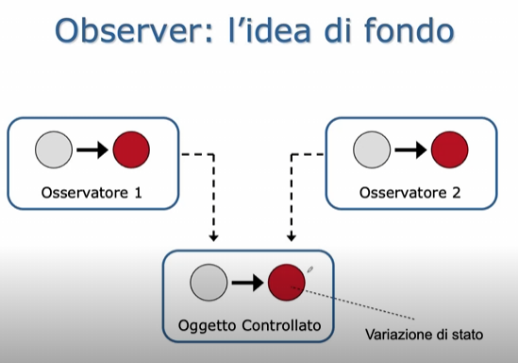 Observer: l'idea di fondo
Osservatore 1
Osservatore 2
Oggetto Controllato
Variazione di stato